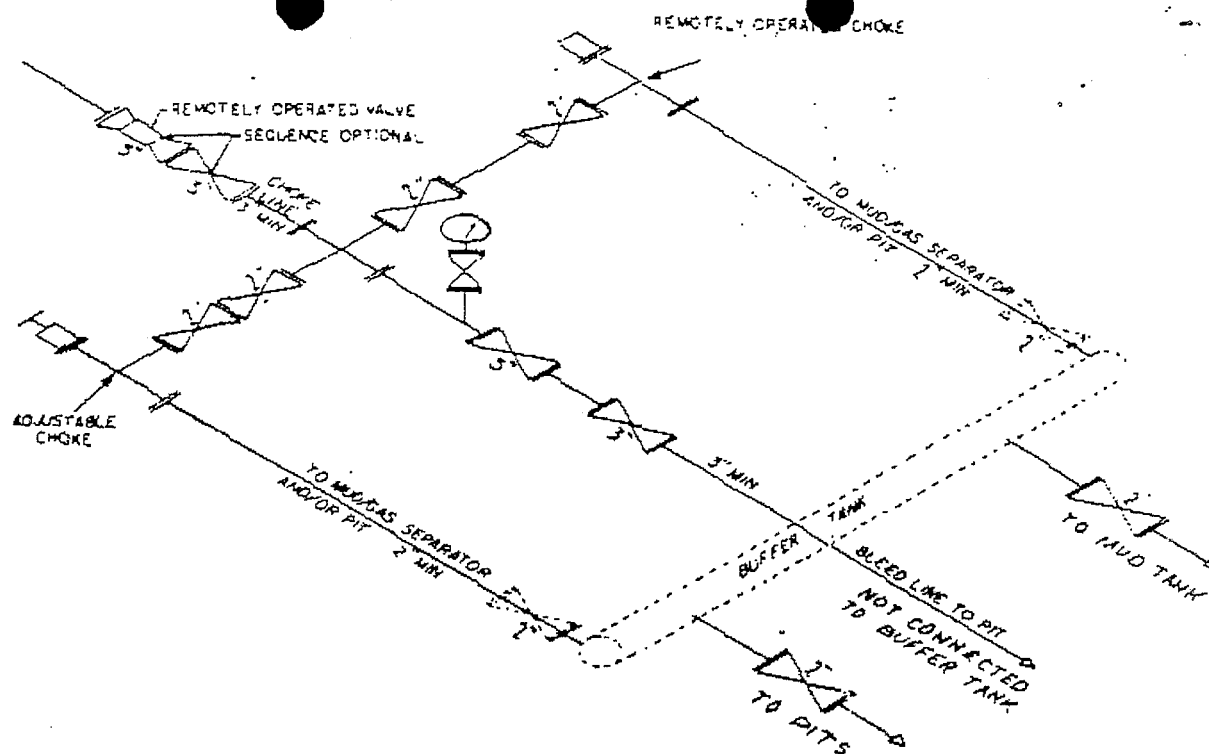 REMOTELY OPERATED CHOKE
REMOTELY OPERATED VALVE
SEQUENCE OPTIONAL
3"
3"
CHOKE
LINE
3 MIN
2"
2"
2"
2"
ADJUSTABLE
CHOKE
3"
3"
3" MIN
TO MUD/GAS SEPARATOR
AND/OR PIT 2" MIN
2"
TO MUD/GAS SEPARATOR
AND/OR PIT 2" MIN
2"
BUFFER TANK
BLEED LINE TO PIT
NOT CONNECTED
TO BUFFER TANK
2"
TO MUD TANK
2"
TO PITS